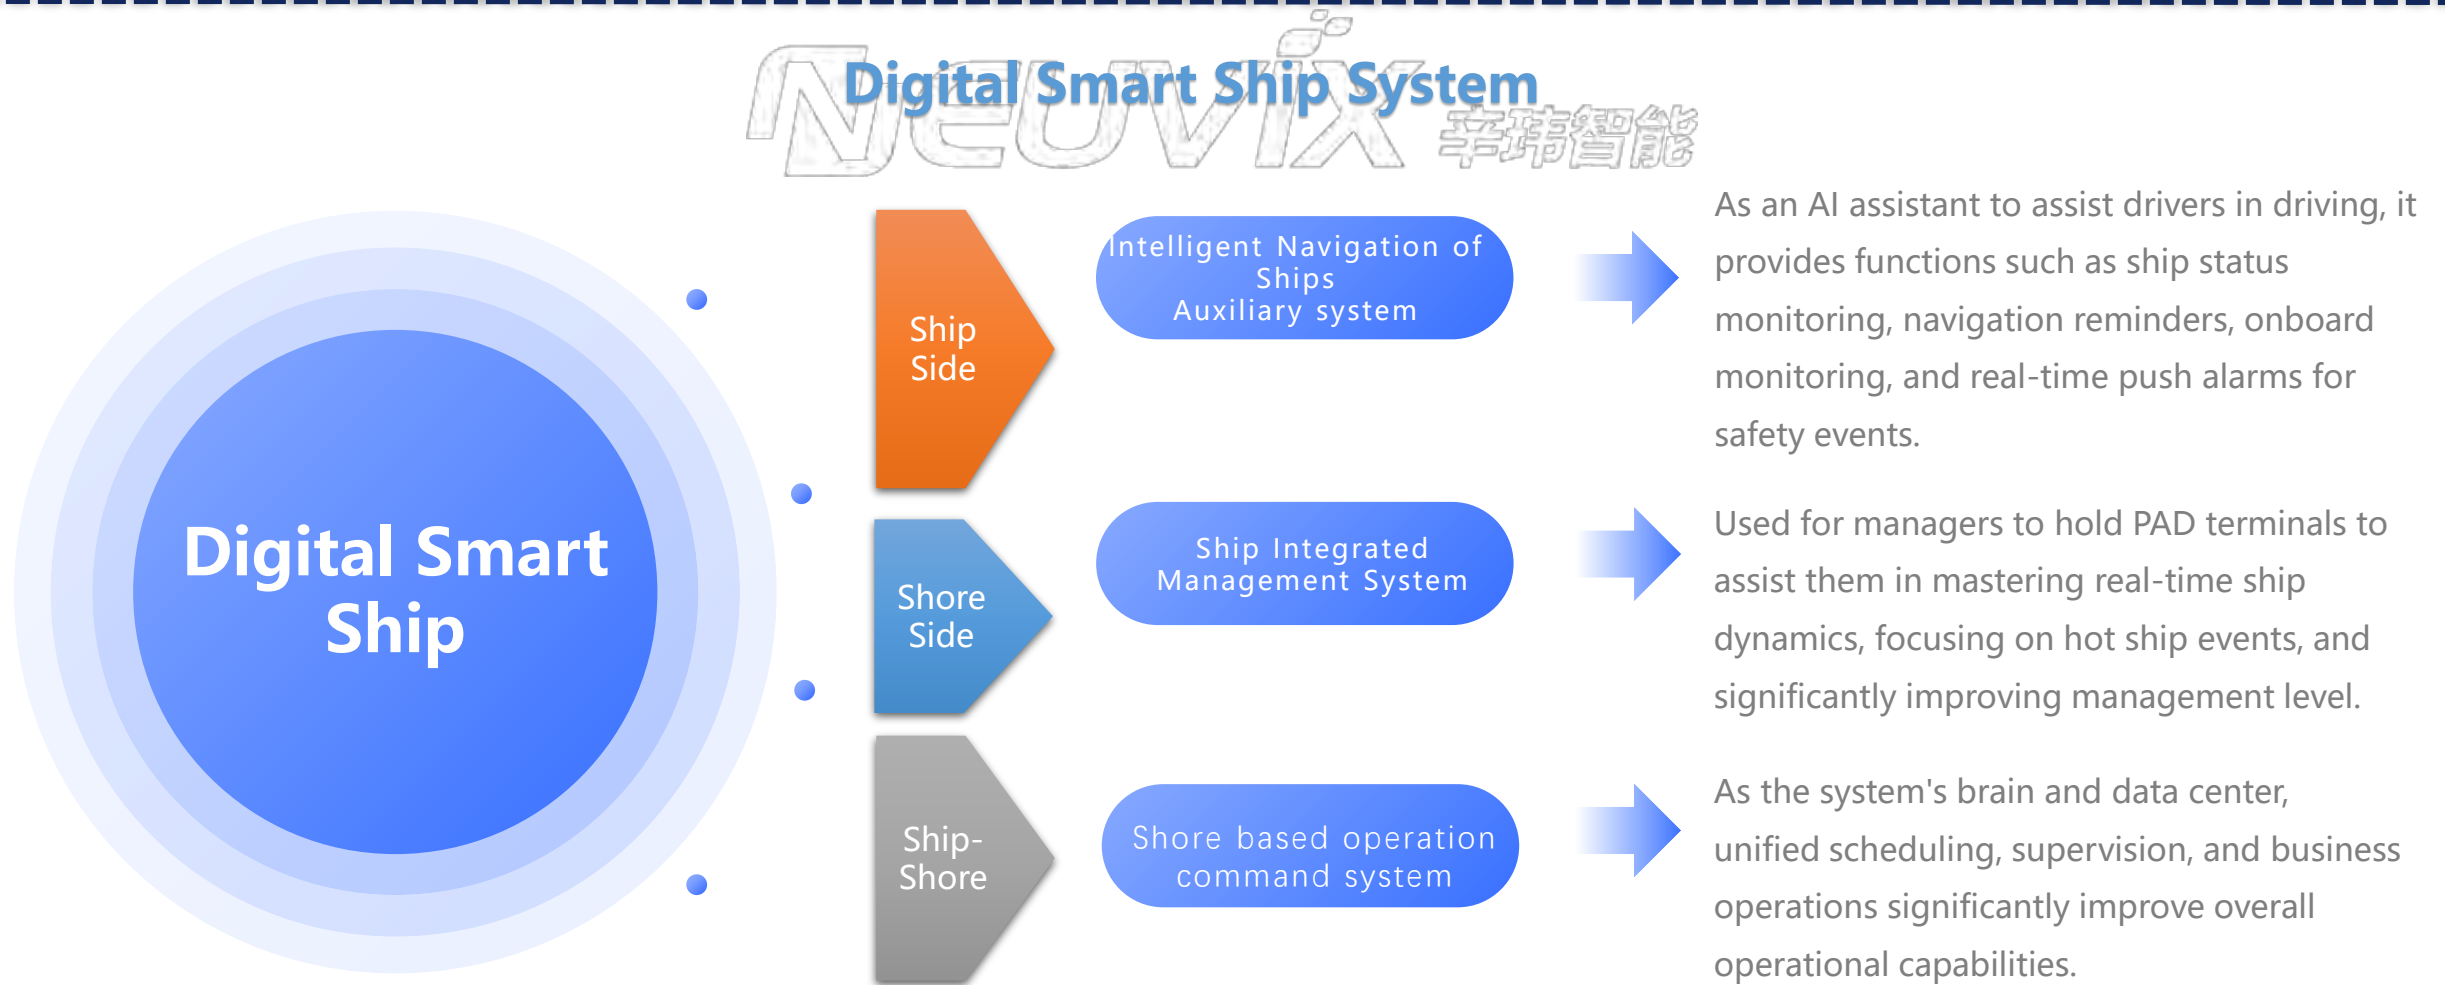 Digital Smart Ship System
NEUVIX 辛玮智能
Digital Smart
Ship
Ship
Side
Intelligent Navigation of
Ships
Auxiliary system
As an AI assistant to assist drivers in driving, it
provides functions such as ship status
monitoring, navigation reminders, onboard
monitoring, and real-time push alarms for
safety events.
Shore
Side
Ship Integrated
Management System
Used for managers to hold PAD terminals to
assist them in mastering real-time ship
dynamics, focusing on hot ship events, and
significantly improving management level.
Ship-
Shore
Shore based operation
command system
As the system's brain and data center,
unified scheduling, supervision, and business
operations significantly improve overall
operational capabilities.